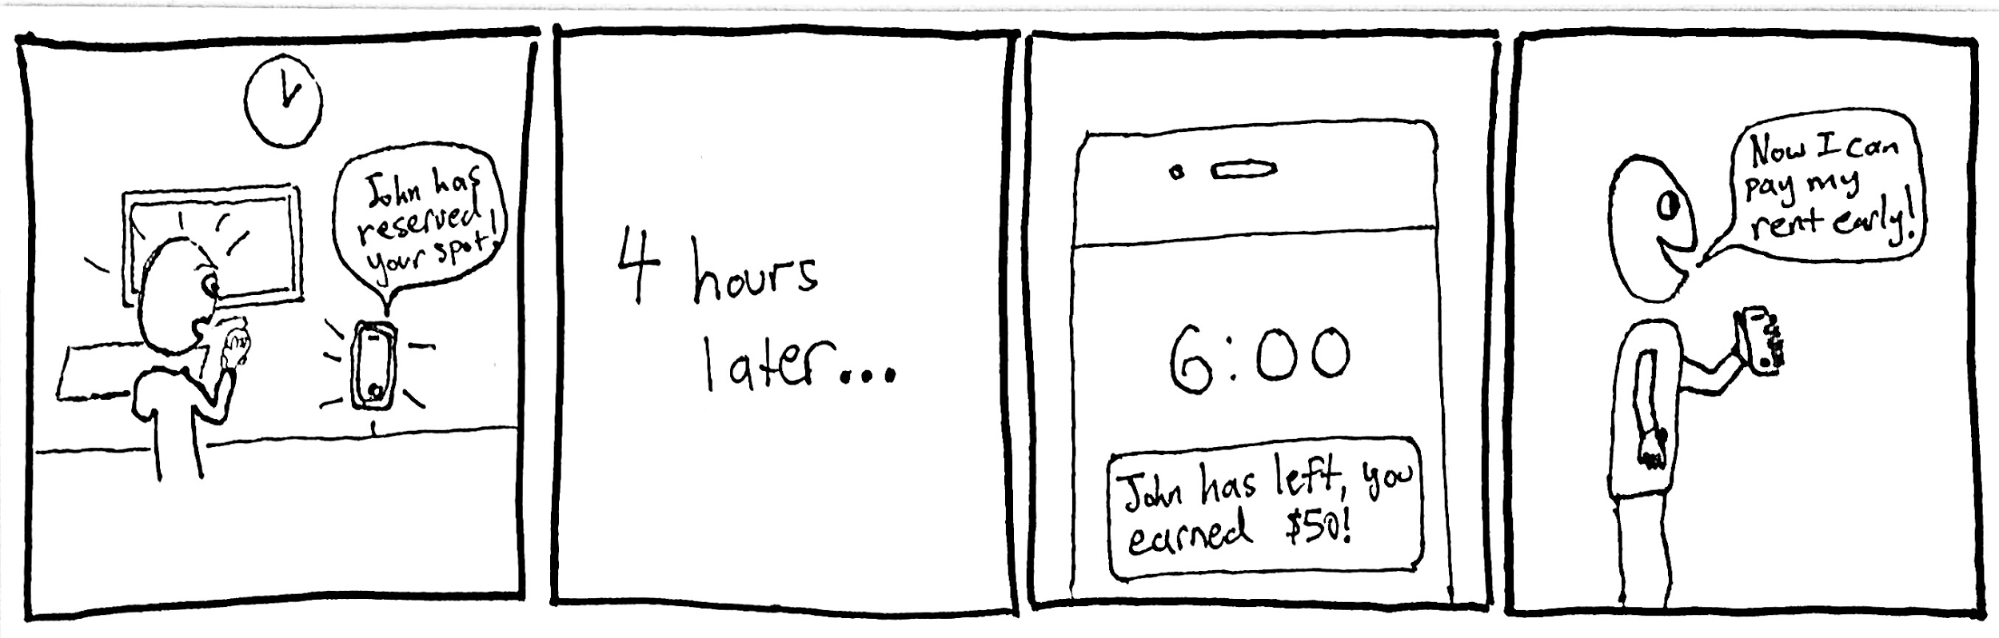 John has
reserved
your spot!
4 hours
later...
6:00
John has left, you
earned $50!
Now I can
pay my
rent early!